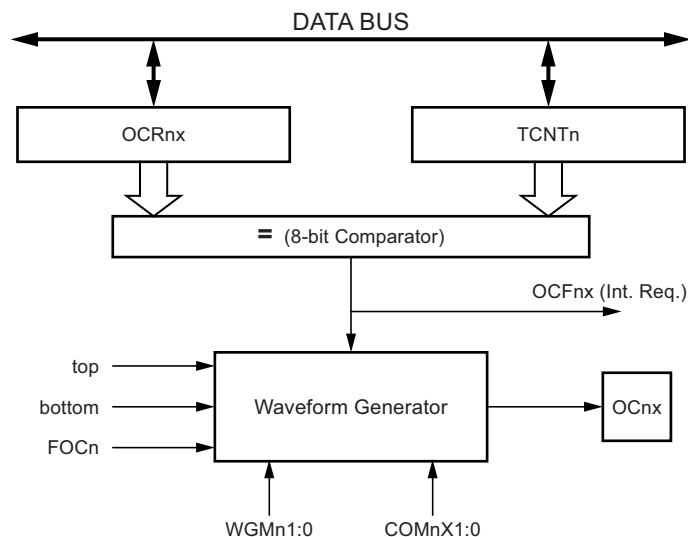 DATA BUS
OCRnx
TCNTn
= (8-bit Comparator)
OCFnx (Int. Req.)
top
bottom
FOCn
Waveform Generator
OCnx
WGMn1:0
COMnX1:0